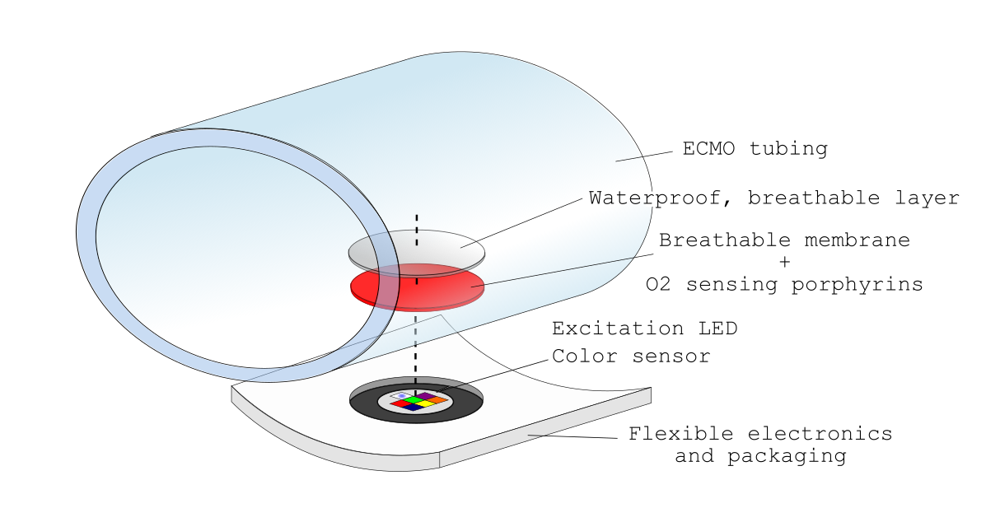 ECMO tubing
Waterproof, breathable layer
Breathable membrane
+
O2 sensing porphyrins
Excitation LED
Color sensor
Flexible electronics
and packaging